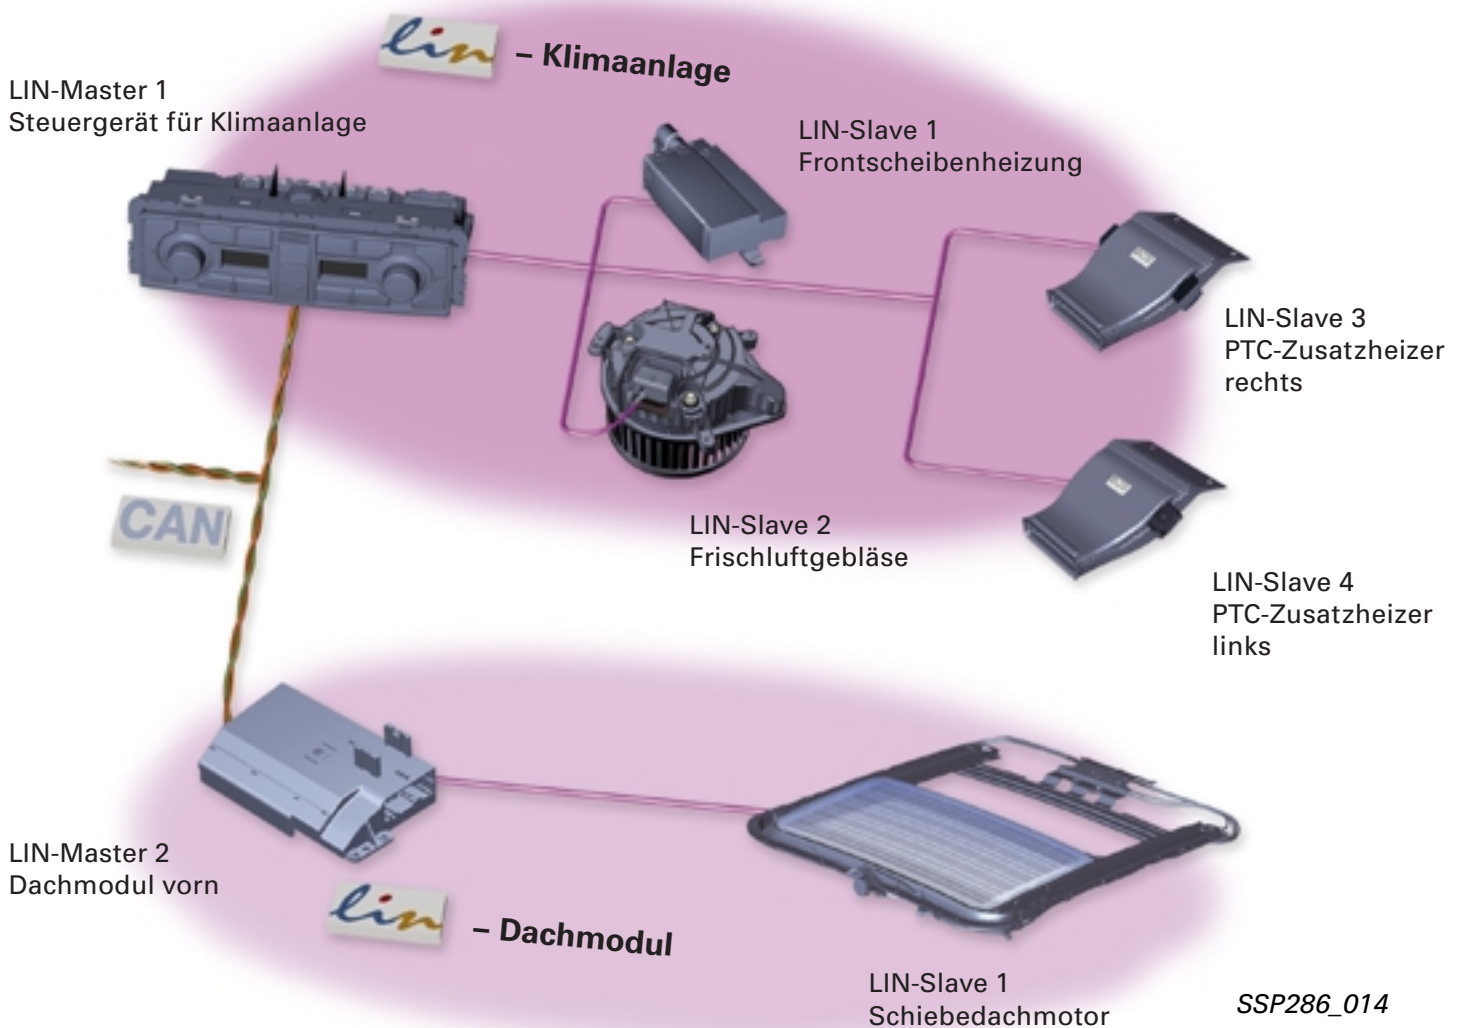 lin – Klimaanlage
LIN-Master 1
Steuergerät für Klimaanlage
LIN-Slave 1
Frontscheibenheizung
LIN-Slave 3
PTC-Zusatzheizer
rechts
CAN
LIN-Slave 2
Frischluftgebläse
LIN-Slave 4
PTC-Zusatzheizer
links
LIN-Master 2
Dachmodul vorn
lin – Dachmodul
LIN-Slave 1
Schiebedachmotor
SSP286_014